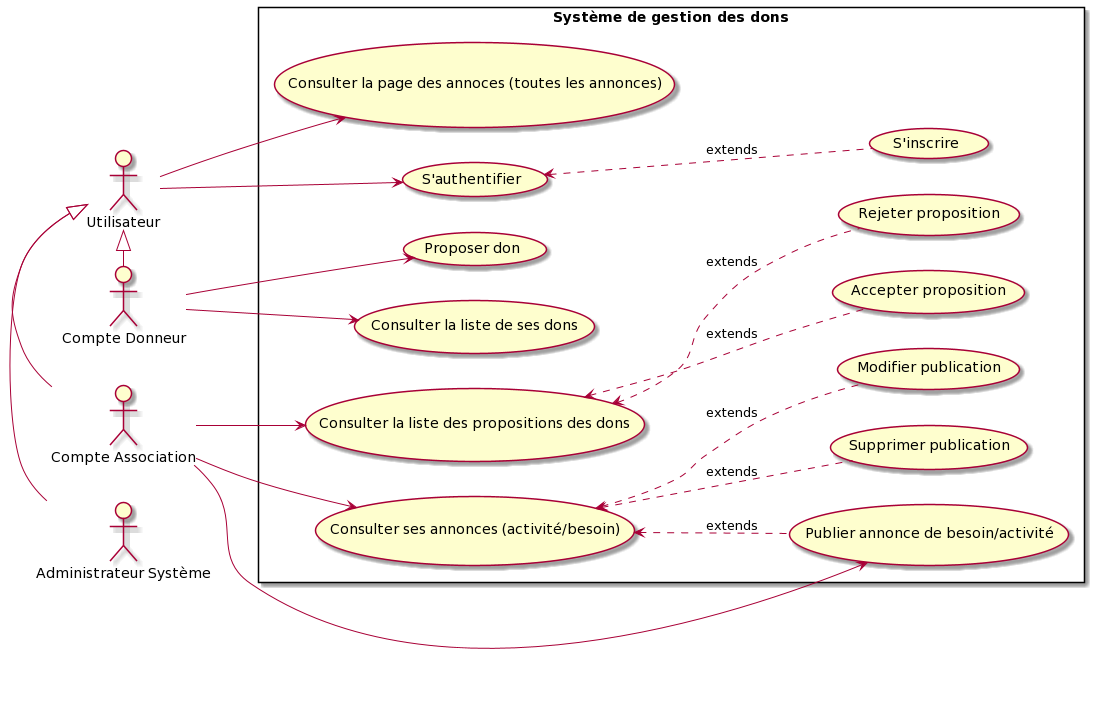 Système de gestion des dons
Consulter la page des annoces (toutes les annonces)
S'inscrire
extends
S'authentifier
Utilisateur
Rejeter proposition
Proposer don
extends
Accepter proposition
Compte Donneur
Consulter la liste de ses dons
extends
Modifier publication
extends
Consulter la liste des propositions des dons
Supprimer publication
Compte Association
extends
Consulter ses annonces (activité/besoin)
extends
Publier annonce de besoin/activité
Administrateur Système